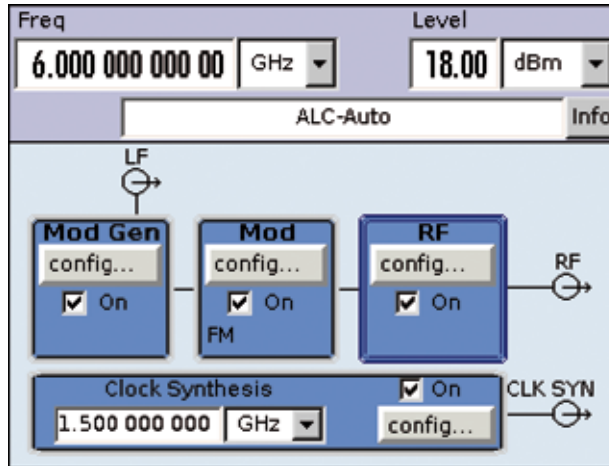 Freq Level
6.000 000 000 00 GHz 18.00 dBm
ALC-Auto Info
LF
Mod Gen Mod RF
config... config... config... RF
On On On
FM
Clock Synthesis On CLK SYN
1.500 000 000 GHz config...